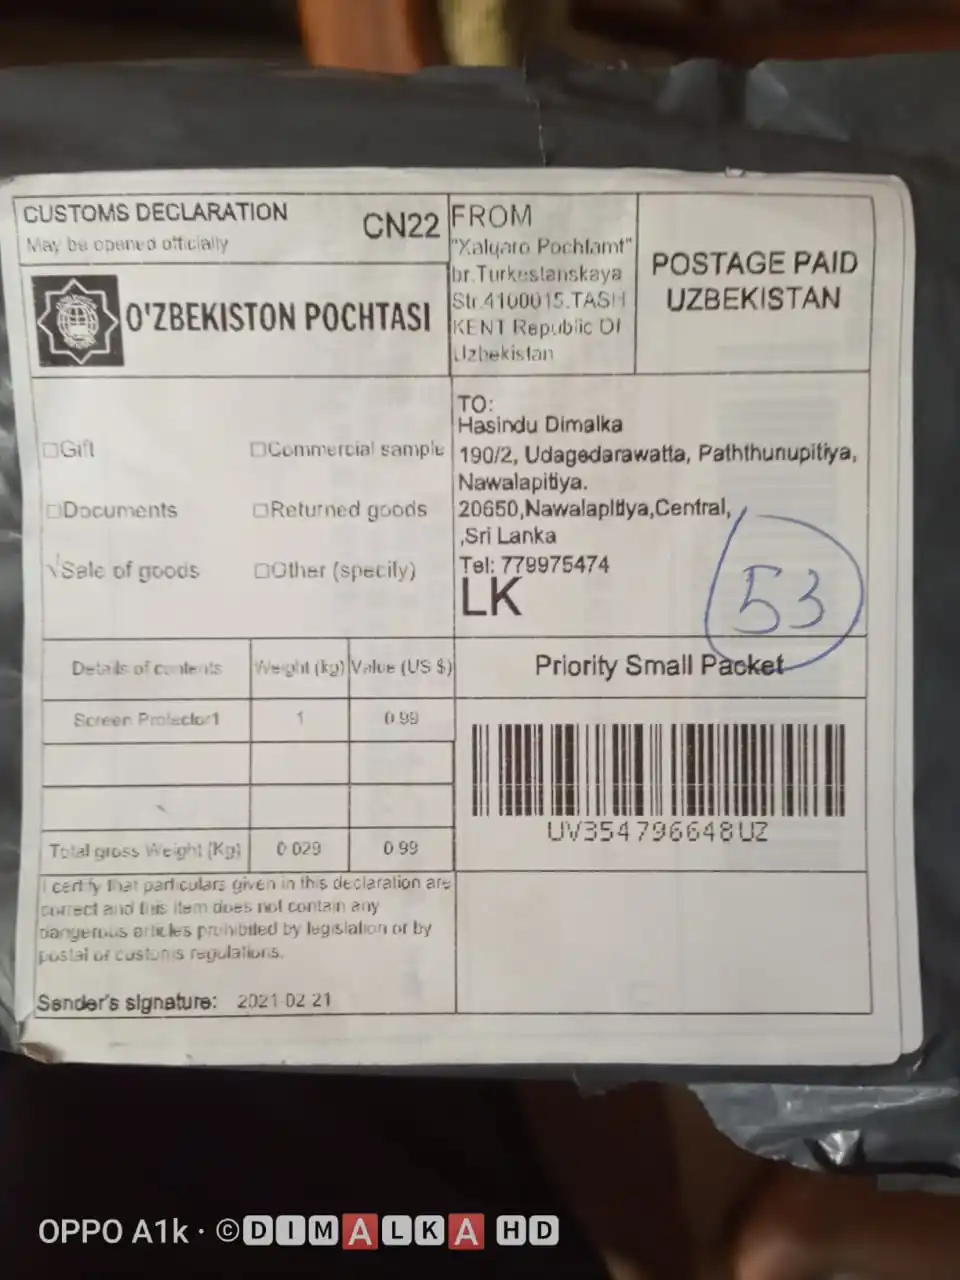 CUSTOMS DECLARATION
May be opened officially
CN22
O'ZBEKISTON POCHTASI
FROM
"Xalqaro Pochtamt"
br.Turkestanskaya
Str.4100015.TASH
KENT Republic Of
Uzbekistan
POSTAGE PAID
UZBEKISTAN
□Gift □Commercial sample
□Documents □Returned goods
√Sale of goods □Other (specily)
TO:
Hasindu Dimalka
190/2, Udagedarawatta, Paththunupitiya,
Nawalapitiya.
20650,Nawalapitiya,Central,
,Sri Lanka
Tel: 779975474
LK
53
Details of contents Weight (kg) Value (US $)
Screen Protector1 1 0.99
Total gross Weight (Kg) 0.029 0.99
Priority Small Packet
UV354796648UZ
I certify that particulars given in this declaration are
correct and this item does not contain any
dangerous articles prohibited by legislation or by
postal or customs regulations.
Sender's signature: 2021-02-21
OPPO A1k · ©DIMALKA HD